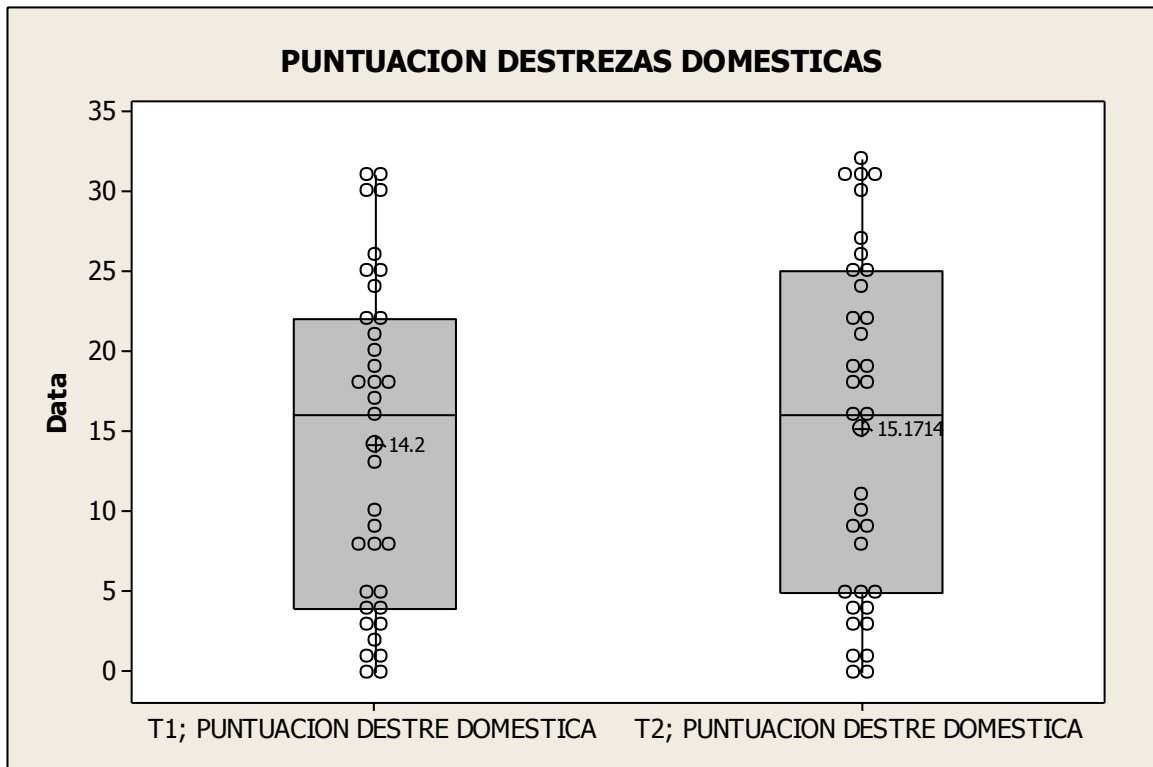 PUNTUACION DESTREZAS DOMESTICAS
35
30
25
20
15
10
5
0
Data
14.2
15.1714
T1; PUNTUACION DESTRE DOMESTICA
T2; PUNTUACION DESTRE DOMESTICA